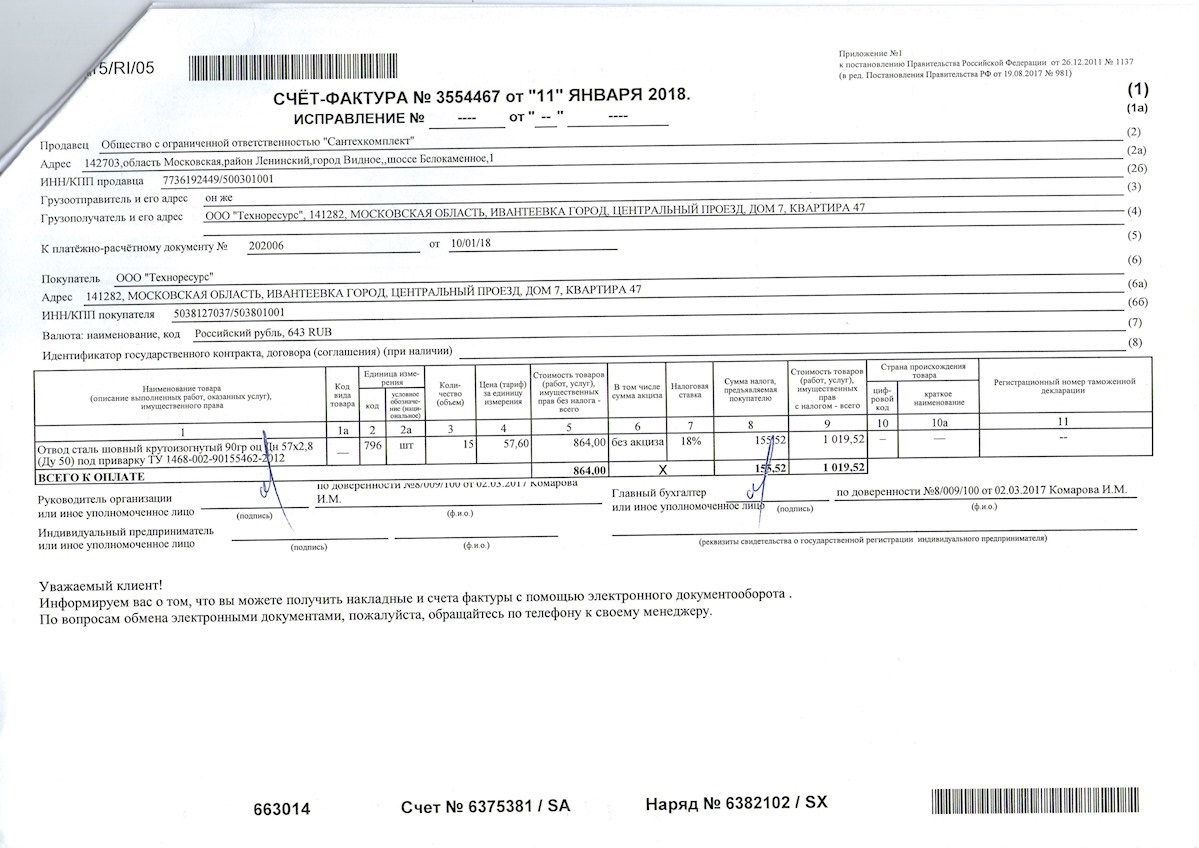 15/RI/05
Приложение №1
к постановлению Правительства Российской Федерации от 26.12.2011 № 1137
(в ред. Постановления Правительства РФ от 19.08.2017 № 981)
СЧЁТ-ФАКТУРА № 3554467 от "11" ЯНВАРЯ 2018. (1)
ИСПРАВЛЕНИЕ № ---- от "--" ---- (1а)
Продавец Общество с ограниченной ответственностью "Сантехкомплект" (2)
Адрес 142703,область Московская,район Ленинский,город Видное,,шоссе Белокаменное,1 (2а)
ИНН/КПП продавца 7736192449/500301001 (2б)
Грузоотправитель и его адрес он же (3)
Грузополучатель и его адрес ООО "Техноресурс", 141282, МОСКОВСКАЯ ОБЛАСТЬ, ИВАНТЕЕВКА ГОРОД, ЦЕНТРАЛЬНЫЙ ПРОЕЗД, ДОМ 7, КВАРТИРА 47 (4)
К платёжно-расчётному документу № 202006 от 10/01/18 (5)
Покупатель ООО "Техноресурс" (6)
Адрес 141282, МОСКОВСКАЯ ОБЛАСТЬ, ИВАНТЕЕВКА ГОРОД, ЦЕНТРАЛЬНЫЙ ПРОЕЗД, ДОМ 7, КВАРТИРА 47 (6а)
ИНН/КПП покупателя 5038127037/503801001 (6б)
Валюта: наименование, код Российский рубль, 643 RUB (7)
Идентификатор государственного контракта, договора (соглашения) (при наличии) (8)
Наименование товара
(описание выполненных работ, оказанных услуг),
имущественного права
Код
вида
товара
Единица изме-
рения
код
условное
обозначе-
ние (наци-
ональное)
Коли-
чество
(объем)
Цена (тариф)
за единицу
измерения
Стоимость товаров
(работ, услуг),
имущественных
прав без налога -
всего
В том числе
сумма акциза
Налоговая
ставка
Сумма налога,
предъявляемая
покупателю
Стоимость товаров
(работ, услуг),
имущественных
прав
с налогом - всего
Страна происхождения
товара
циф-
ровой
код
краткое
наименование
Регистрационный номер таможенной
декларации
1 1а 2 2а 3 4 5 6 7 8 9 10 10а 11
Отвод сталь шовный крутоизогнутый 90гр оц Дн 57х2,8 — 796 шт 15 57,60 864,00 без акциза 18% 155,52 1 019,52 – — --
(Ду 50) под приварку ТУ 1468-002-90155462-2012
ВСЕГО К ОПЛАТЕ 864.00 X 155.52 1 019.52
Руководитель организации
или иное уполномоченное лицо
(подпись)
по доверенности №8/009/100 от 02.03.2017 Комарова
И.М.
(ф.и.о.)
Главный бухгалтер
или иное уполномоченное лицо
(подпись)
по доверенности №8/009/100 от 02.03.2017 Комарова И.М.
(ф.и.о.)
Индивидуальный предприниматель
или иное уполномоченное лицо
(подпись)
(ф.и.о.)
(реквизиты свидетельства о государственной регистрации индивидуального предпринимателя)
Уважаемый клиент!
Информируем вас о том, что вы можете получить накладные и счета фактуры с помощью электронного документооборота .
По вопросам обмена электронными документами, пожалуйста, обращайтесь по телефону к своему менеджеру.
663014 Счет № 6375381 / SA Наряд № 6382102 / SX